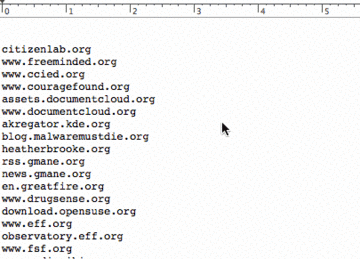 0 1 2 3 4 5
citizenlab.org
www.freeminded.org
www.ccied.org
www.couragefound.org
assets.documentcloud.org
www.documentcloud.org
akregator.kde.org
blog.malwaremustdie.org
heatherbrooke.org
rss.gmane.org
news.gmane.org
en.greatfire.org
www.drugsense.org
download.opensuse.org
www.eff.org
observatory.eff.org
www.fsf.org